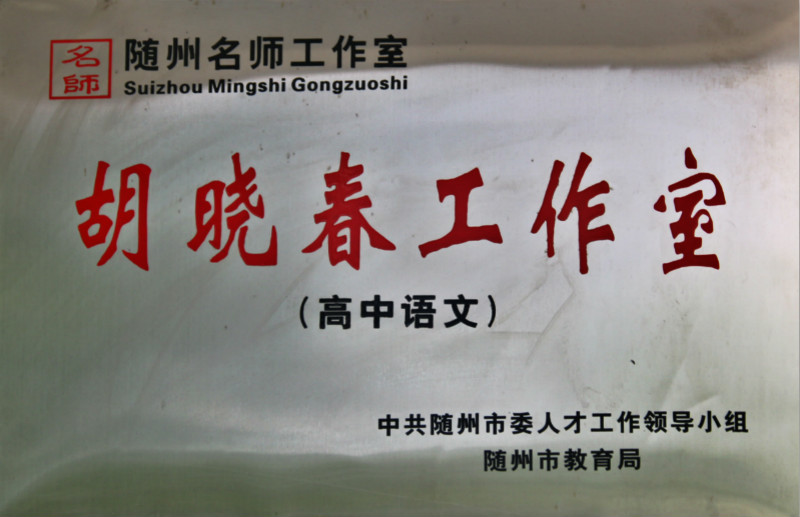 名師
随州名师工作室
Suizhou Mingshi Gongzuoshi
胡晓春工作室
（高中语文）
中共随州市委人才工作领导小组
随州市教育局